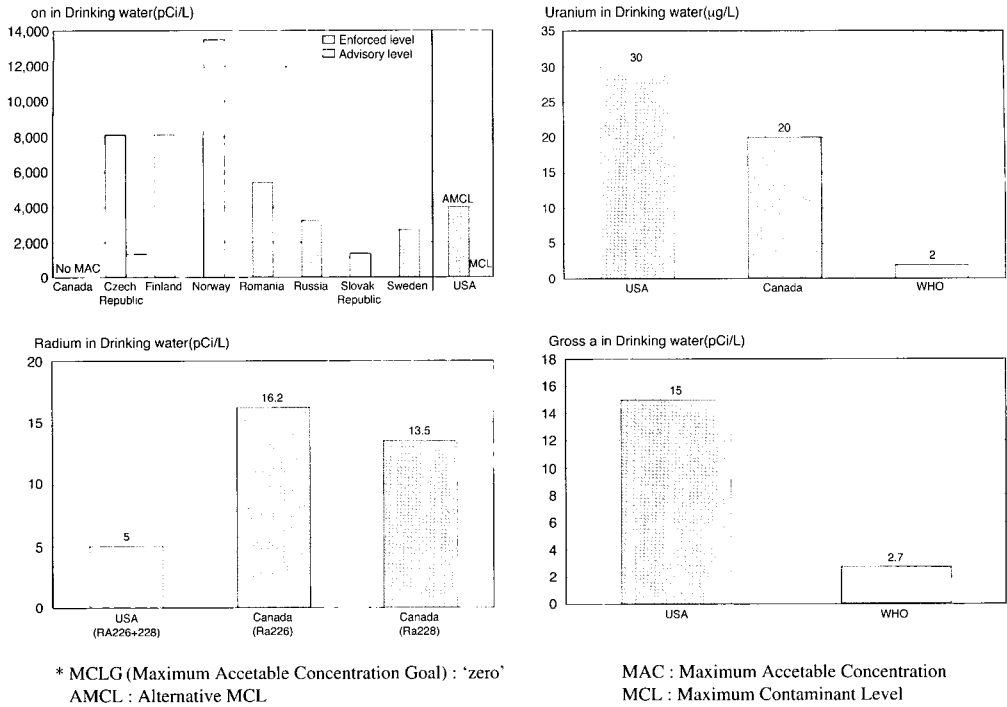 on in Drinking water(pCi/L)
14,000
12,000
10,000
8,000
6,000
4,000
2,000
0
Enforced level
Advisory level
No MAC
AMCL
MCL
Canada Czech Republic Finland Norway Romania Russia Slovak Republic Sweden USA
Uranium in Drinking water(µg/L)
35
30
25
20
15
10
5
0
30
20
2
USA Canada WHO
Radium in Drinking water(pCi/L)
20
15
10
5
0
5
16.2
13.5
USA Canada Canada
(RA226+228) (Ra226) (Ra228)
Gross a in Drinking water(pCi/L)
18
16
14
12
10
8
6
4
2
0
15
2.7
USA WHO
* MCLG (Maximum Accetable Concentration Goal) : ‘zero’
AMCL : Alternative MCL
MAC : Maximum Accetable Concentration
MCL : Maximum Contaminant Level